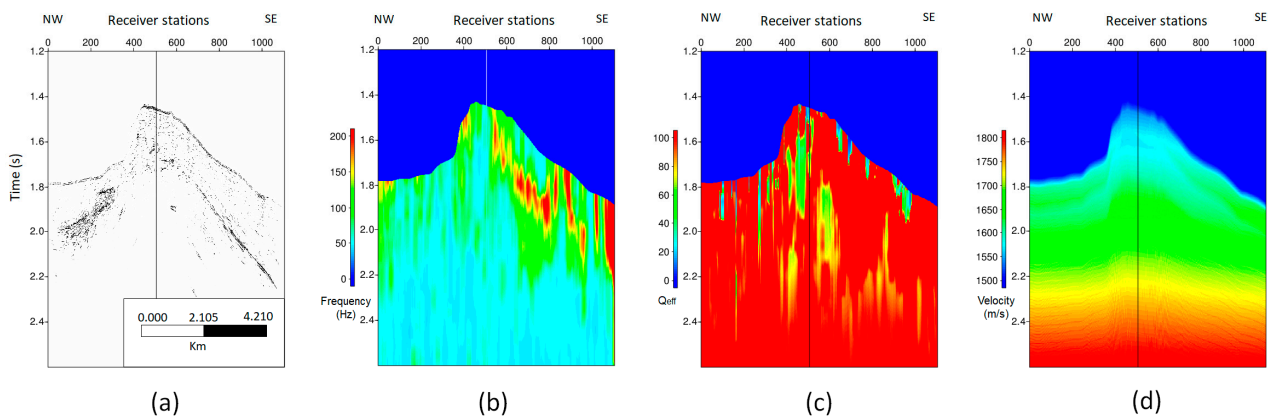 NW Receiver stations SE
0 200 400 600 800 1000
1.2
1.4
1.6
1.8
2.0
2.2
2.4
Time (s)
0.000 2.105 4.210
Km
(a)
NW Receiver stations SE
0 200 400 600 800 1000
1.2
1.4
1.6
1.8
2.0
2.2
2.4
200
150
100
50
0
Frequency
(Hz)
(b)
NW Receiver stations SE
0 200 400 600 800 1000
1.2
1.4
1.6
1.8
2.0
2.2
2.4
100
80
60
40
20
0
Qeff
(c)
NW Receiver stations SE
0 200 400 600 800 1000
1.2
1.4
1.6
1.8
2.0
2.2
2.4
1800
1750
1700
1650
1600
1550
1500
Velocity
(m/s)
(d)